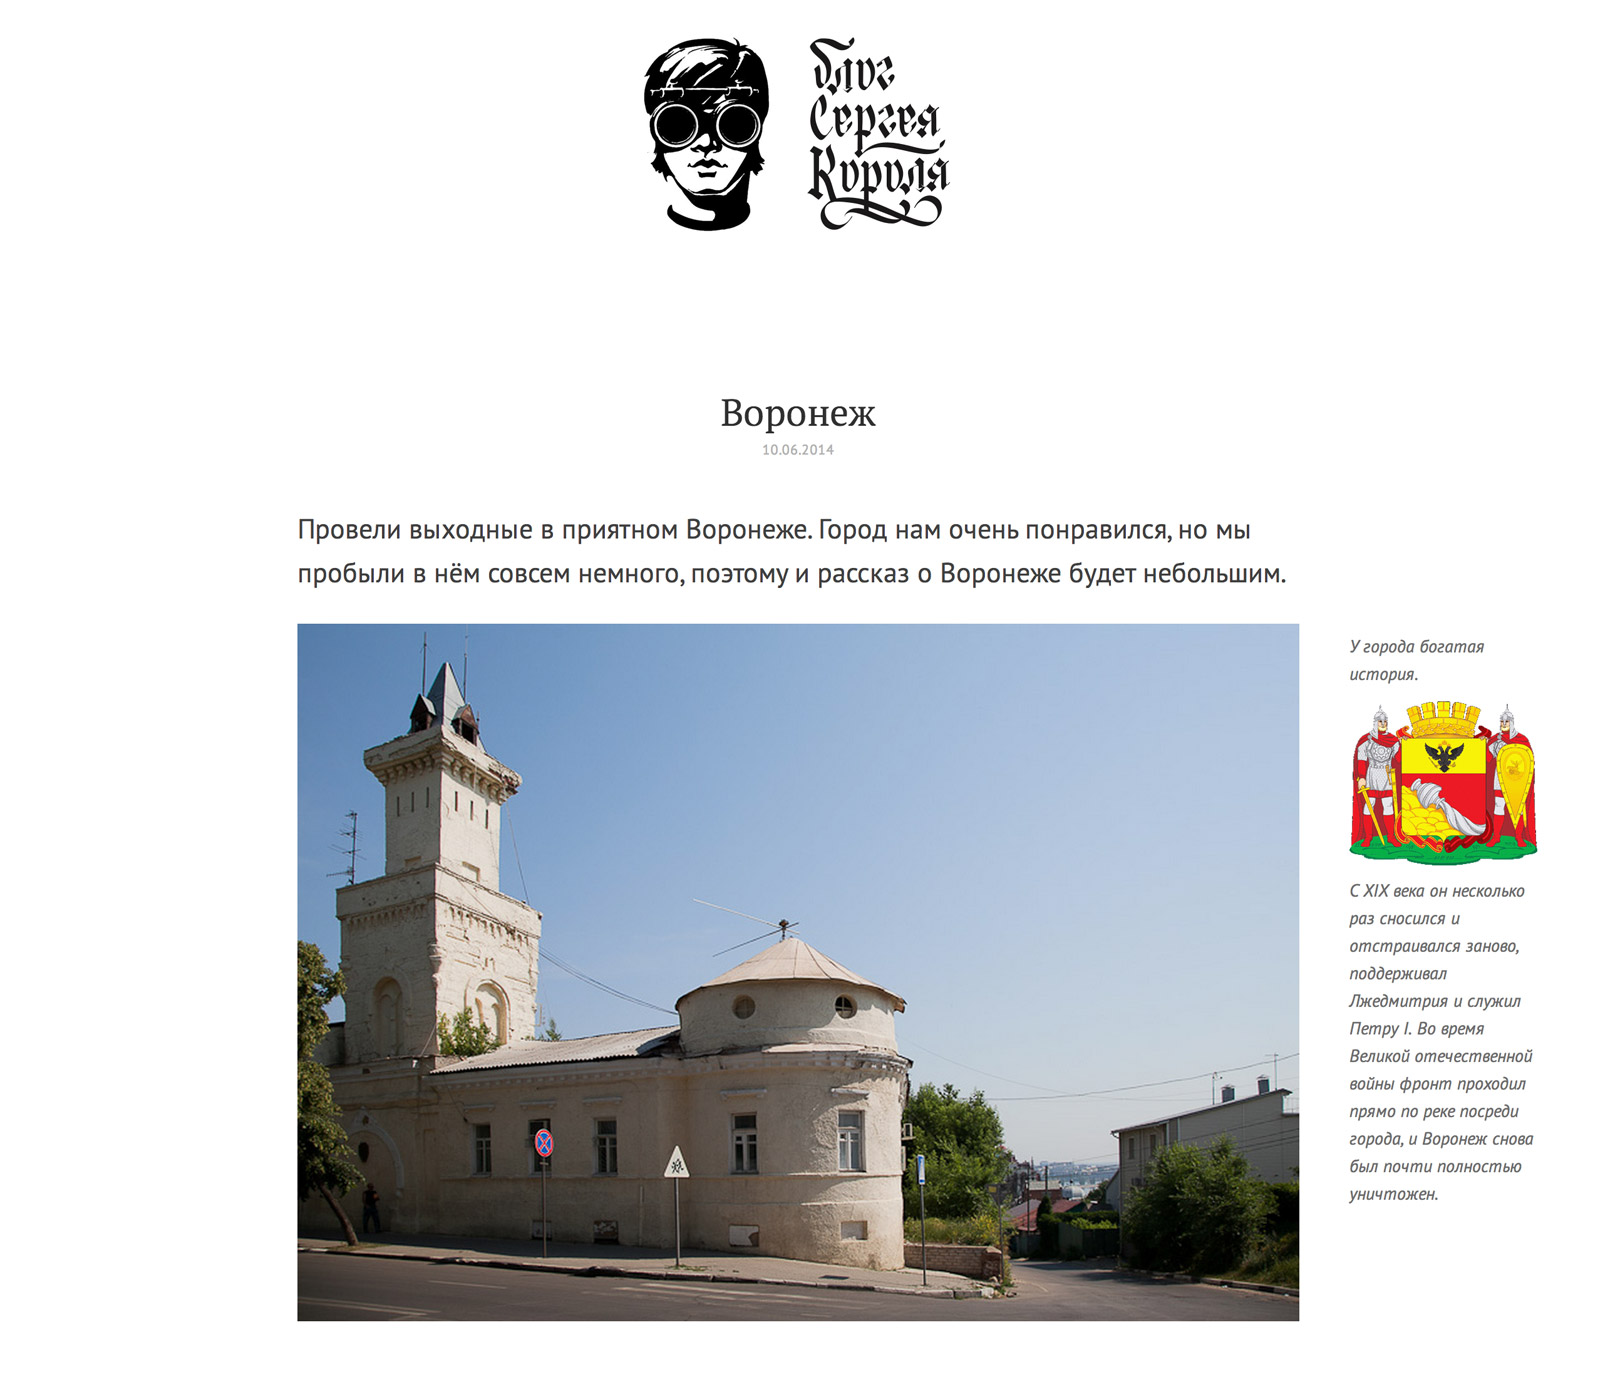 блог
Сергея
Короля
Воронеж
10.06.2014
Провели выходные в приятном Воронеже. Город нам очень понравился, но мы
пробыли в нём совсем немного, поэтому и рассказ о Воронеже будет небольшим.
У города богатая
история.
С XIX века он несколько
раз сносился и
отстраивался заново,
поддерживал
Лжедмитрия и служил
Петру I. Во время
Великой отечественной
войны фронт проходил
прямо по реке посреди
города, и Воронеж снова
был почти полностью
уничтожен.